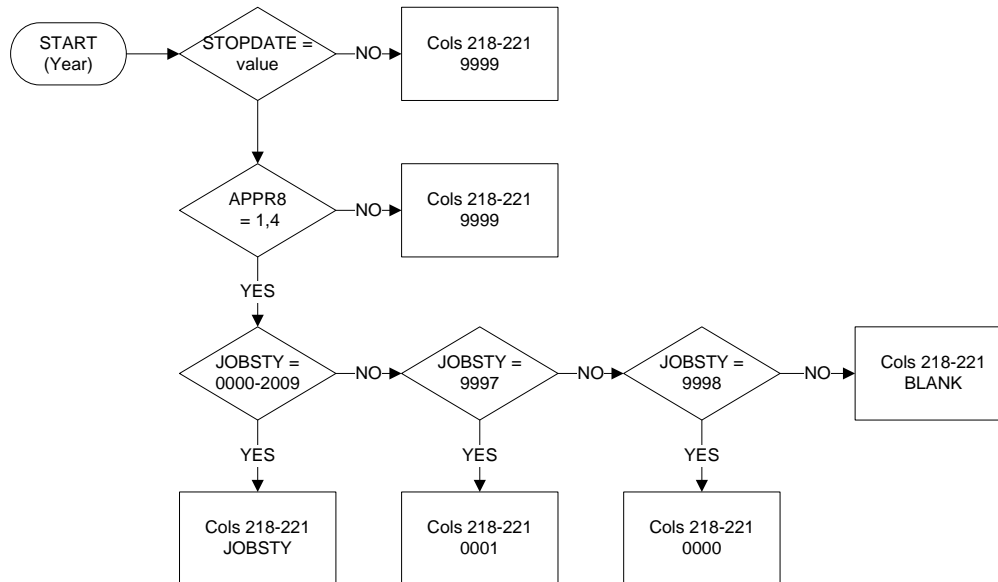 START
(Year)
STOPDATE =
value
NO
Cols 218-221
9999
APPR8
= 1,4
NO
Cols 218-221
9999
YES
JOBSTY =
0000-2009
NO
JOBSTY =
9997
NO
JOBSTY =
9998
NO
Cols 218-221
BLANK
YES
YES
YES
Cols 218-221
JOBSTY
Cols 218-221
0001
Cols 218-221
0000